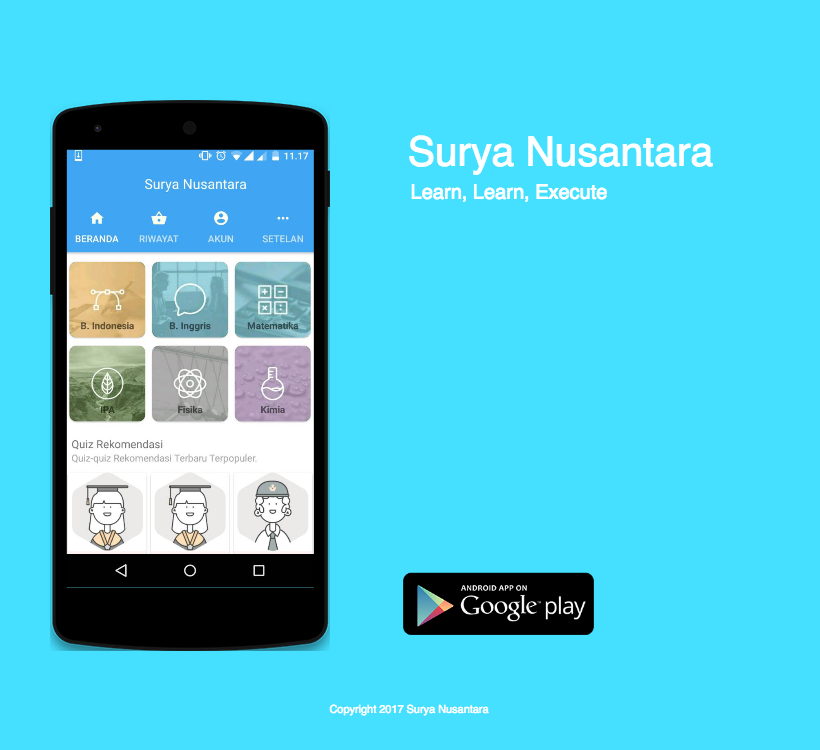 11.17
Surya Nusantara
BERANDA RIWAYAT AKUN SETELAN
B. Indonesia B. Inggris Matematika
IPA Fisika Kimia
Quiz Rekomendasi
Quiz-quiz Rekomendasi Terbaru Terpopuler.
Surya Nusantara
Learn, Learn, Execute
ANDROID APP ON
Google play
Copyright 2017 Surya Nusantara